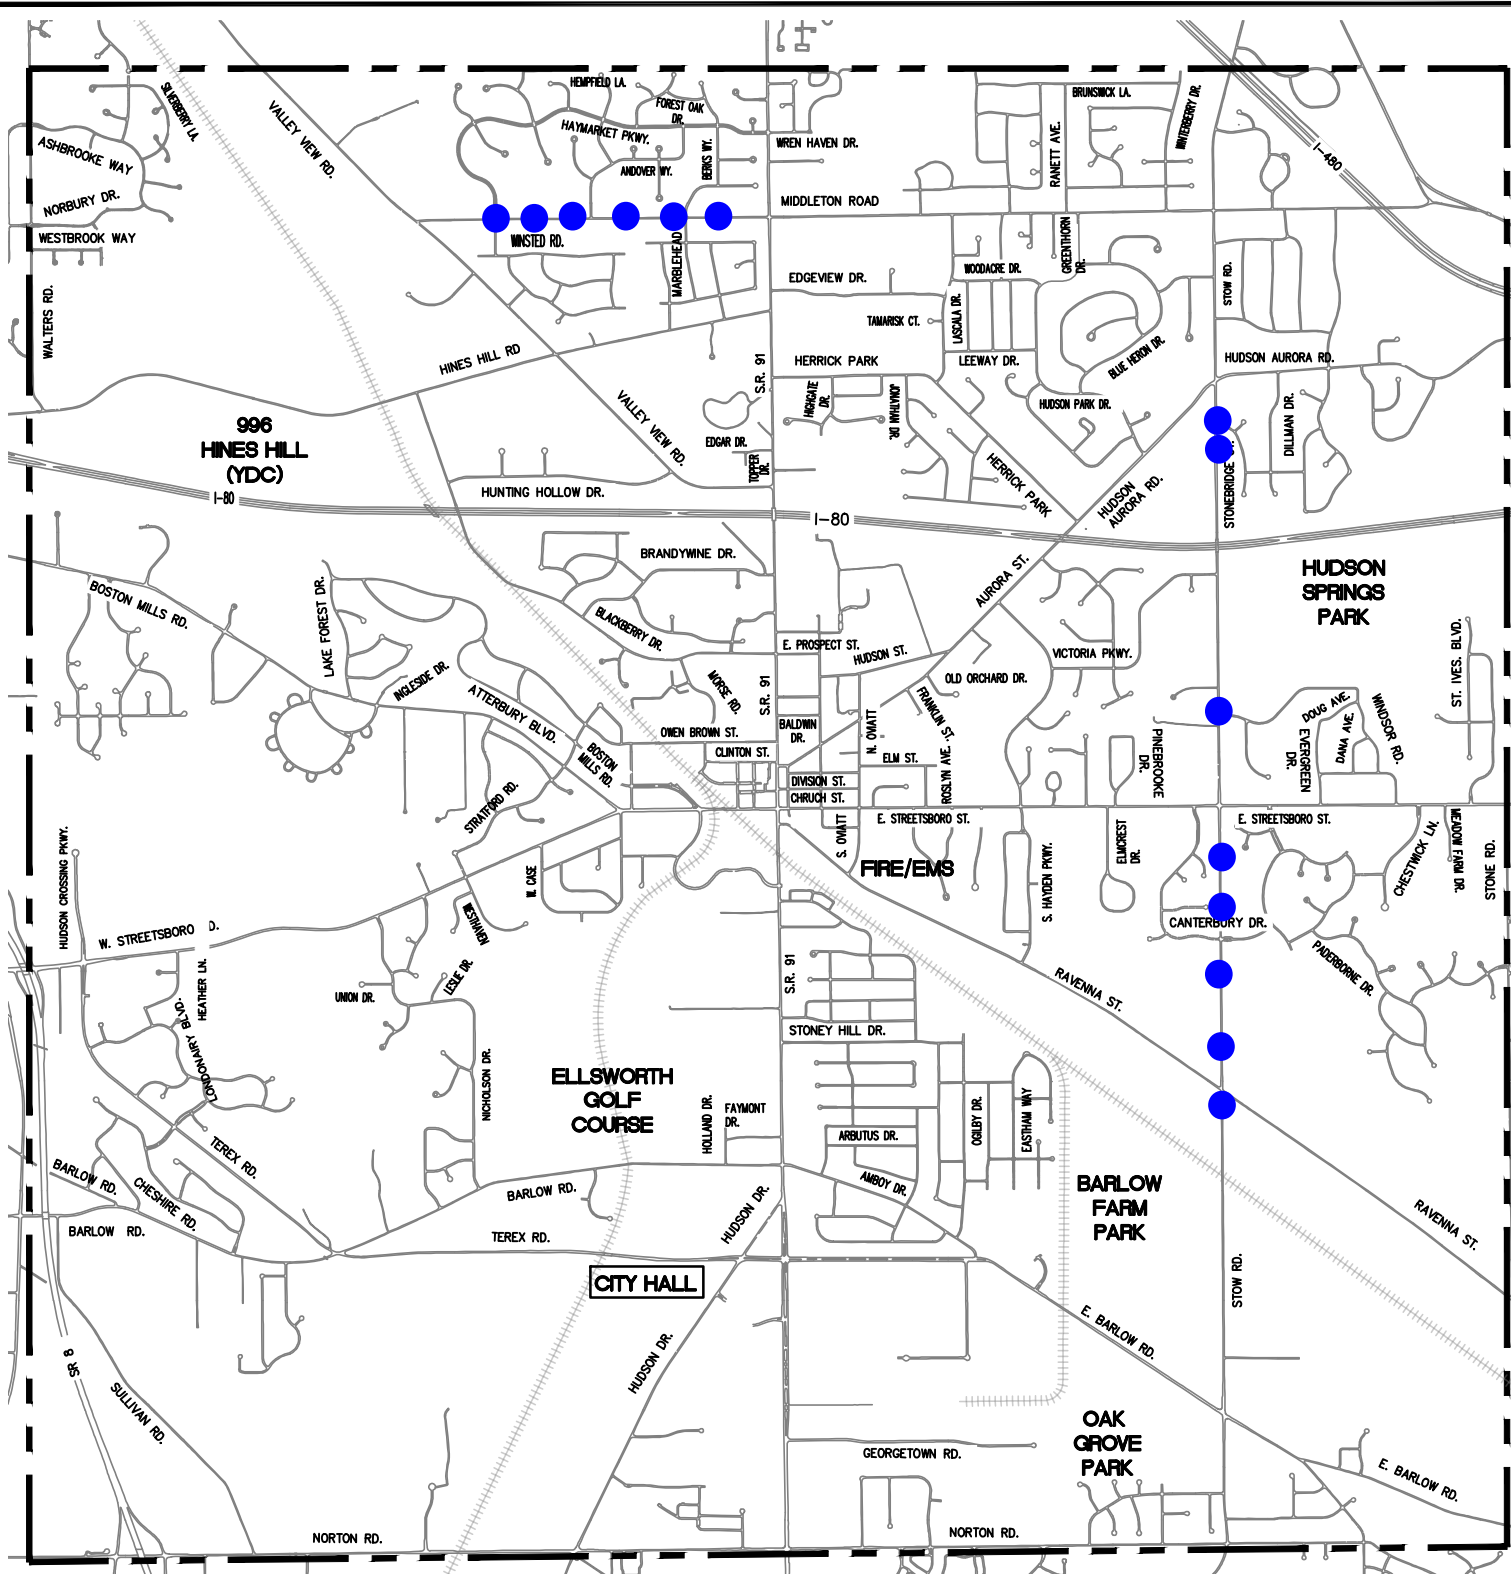 HEMPFIELD LA.
SILVERBERRY LA.
VALLEY VIEW RD.
FOREST OAK
DR.
HAYMARKET PKWY.
BRUNSWICK LA.
WINTERBERRY DR.
RANETT AVE.
I-480
ASHBROOKE WAY
WREN HAVEN DR.
ANDOVER WY.
BERKS WY.
NORBURY DR.
MIDDLETON ROAD
WESTBROOK WAY
WINSTED RD.
MARBLEHEAD
GREENTHORN
DR.
WOODACRE DR.
EDGEVIEW DR.
STOW RD.
WALTERS RD.
LASCALA DR.
TAMARISK CT.
HINES HILL RD
S.R. 91
HERRICK PARK
LEEWAY DR.
BLUE HERON DR.
HUDSON AURORA RD.
HIGHGATE
DR.
JONATHAN DR.
HUDSON PARK DR.
VALLEY VIEW RD.
DILLMAN DR.
996
HINES HILL
(YDC)
EDGAR DR.
TOPPER
DR.
STONEBRIDGE
HERRICK PARK
HUDSON
AURORA RD.
I-80
HUNTING HOLLOW DR.
I-80
BRANDYWINE DR.
AURORA ST.
HUDSON
SPRINGS
PARK
BOSTON MILLS RD.
LAKE FOREST DR.
BLACKBERRY DR.
E. PROSPECT ST.
HUDSON ST.
VICTORIA PKWY.
ST. IVES. BLVD.
INGLESIDE DR.
MORSE RD.
S.R. 91
OLD ORCHARD DR.
ATTERBURY BLVD.
FRANKLIN ST.
DOUG AVE.
WINDSOR RD.
DANA AVE.
EVERGREEN
DR.
OWEN BROWN ST.
BALDWIN
DR.
N. OVIATT
PINEBROOKE
DR.
BOSTON
MILLS RD.
CLINTON ST.
ELM ST.
ROSLYN AVE.
DIVISION ST.
CHRUCH ST.
STRATFORD RD.
E. STREETSBORO ST.
E. STREETSBORO ST.
S. OVIATT
ELMCREST
DR.
CHESTWICK LN.
MEADOW FARM DR.
STONE RD.
HUDSON CROSSING PKWY.
W. CASE
FIRE/EMS
S. HAYDEN PKWY.
WESTHAVEN
CANTERBURY DR.
W. STREETSBORO D.
PADERBORNE DR.
HEATHER LN.
LESLIE DR.
UNION DR.
S.R. 91
RAVENNA ST.
LONDONAIRY BLVD.
STONEY HILL DR.
NICHOLSON DR.
ELLSWORTH
GOLF
COURSE
HOLLAND DR.
FAYMONT
DR.
ARBUTUS DR.
OGILBY DR.
EASTHAM WAY
TEREX RD.
BARLOW RD.
CHESHIRE RD.
BARLOW RD.
AMBOY DR.
BARLOW
FARM
PARK
RAVENNA ST.
BARLOW RD.
HUDSON DR.
TEREX RD.
CITY HALL
STOW RD.
E. BARLOW RD.
SR 8
HUDSON DR.
SULLIVAN RD.
OAK
GROVE
PARK
GEORGETOWN RD.
E. BARLOW RD.
NORTON RD.
NORTON RD.